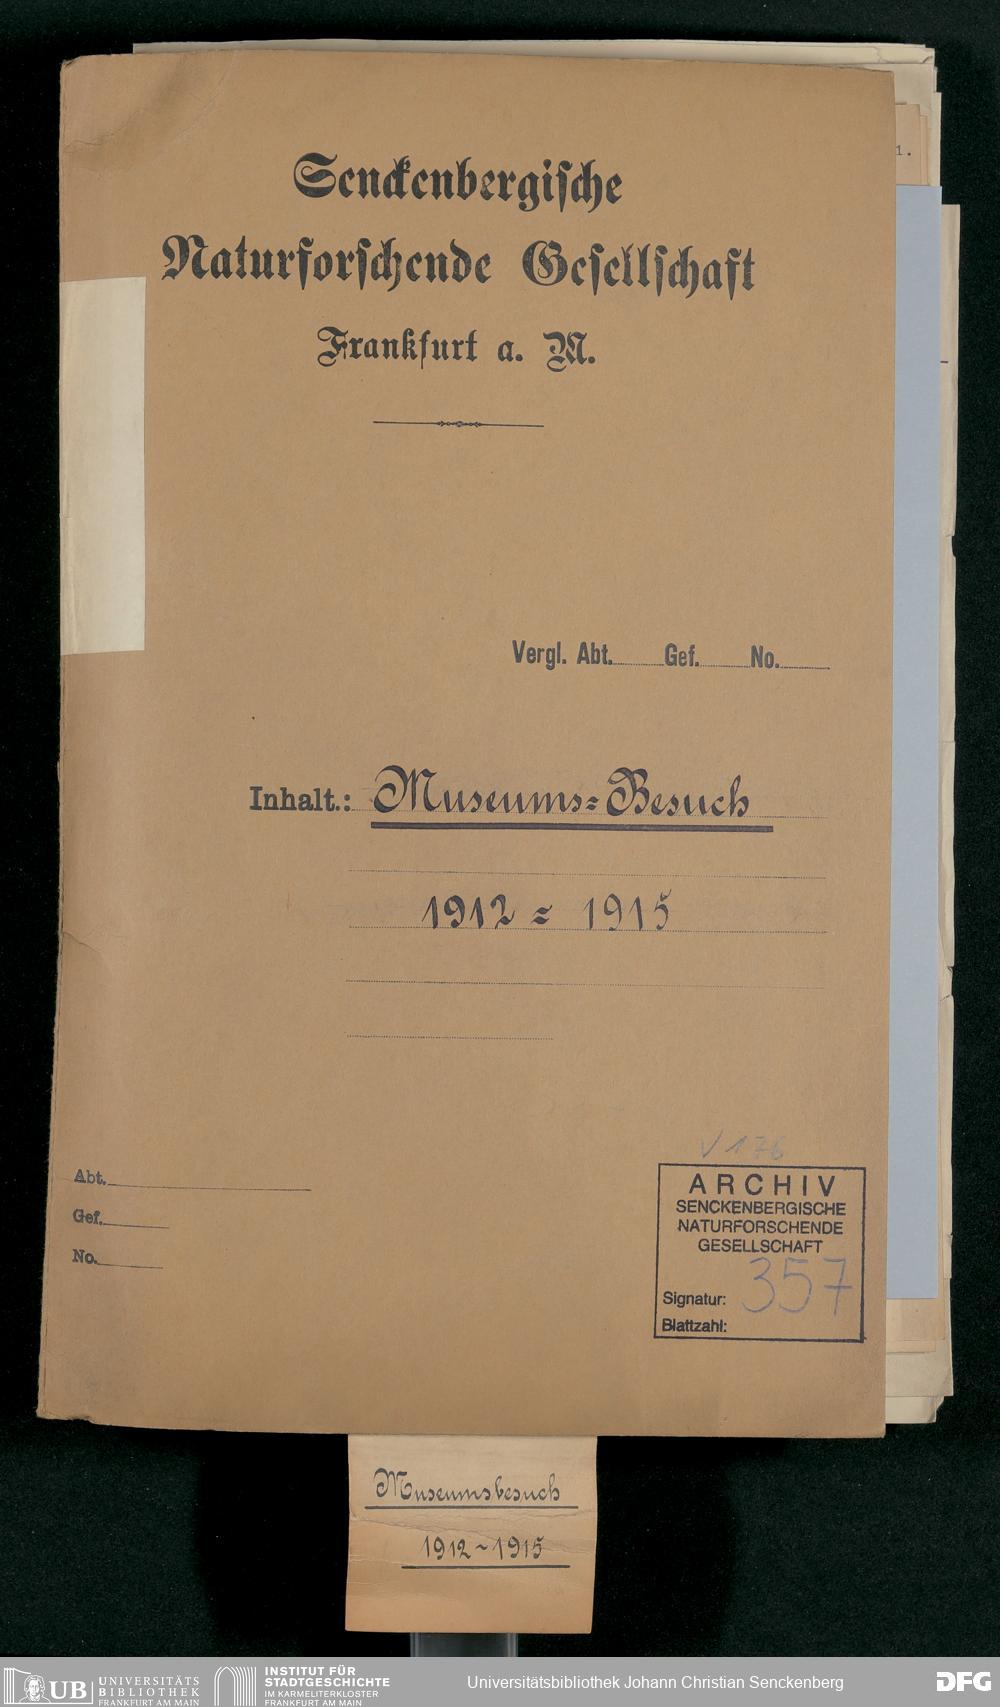 Senckenbergische
Naturforschende Gesellschaft
Frankfurt a. M.
1.
Vergl. Abt. Gef. No.
Inhalt.: Museums=Besuch
1912 = 1915
Abt.
Gef.
No.
V 176
ARCHIV
SENCKENBERGISCHE
NATURFORSCHENDE
GESELLSCHAFT
Signatur: 357
Blattzahl:
Museumsbesuch
1912~1915
UB UNIVERSITÄTS
BIBLIOTHEK
FRANKFURT AM MAIN
INSTITUT FÜR
STADTGESCHICHTE
IM KARMELITERKLOSTER
FRANKFURT AM MAIN
Universitätsbibliothek Johann Christian Senckenberg
DFG